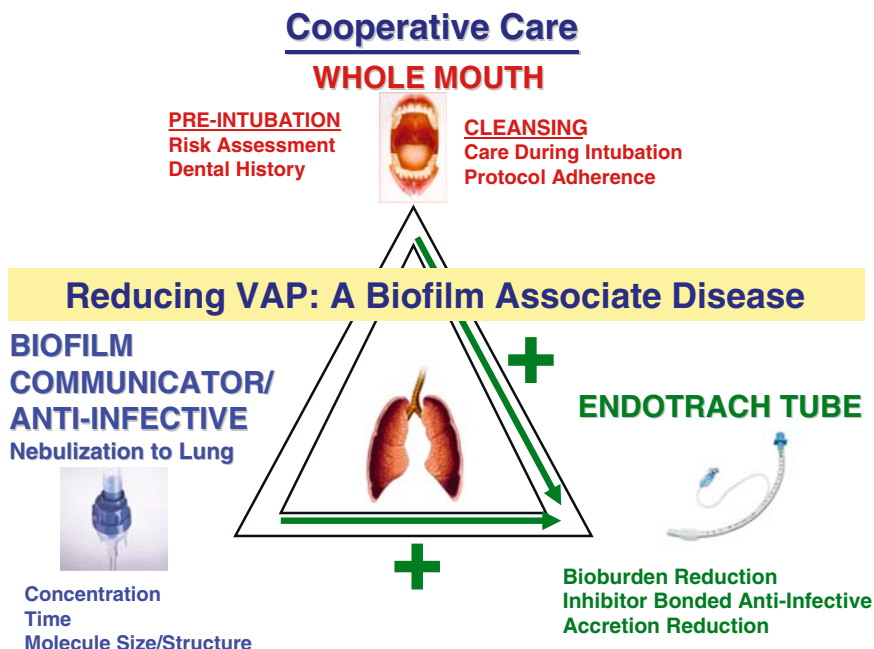 Cooperative Care
WHOLE MOUTH
PRE-INTUBATION
Risk Assessment
Dental History
CLEANSING
Care During Intubation
Protocol Adherence
Reducing VAP: A Biofilm Associate Disease
BIOFILM
COMMUNICATOR/
ANTI-INFECTIVE
Nebulization to Lung
+
ENDOTRACH TUBE
+
Concentration
Time
Molecule Size/Structure
Bioburden Reduction
Inhibitor Bonded Anti-Infective
Accretion Reduction